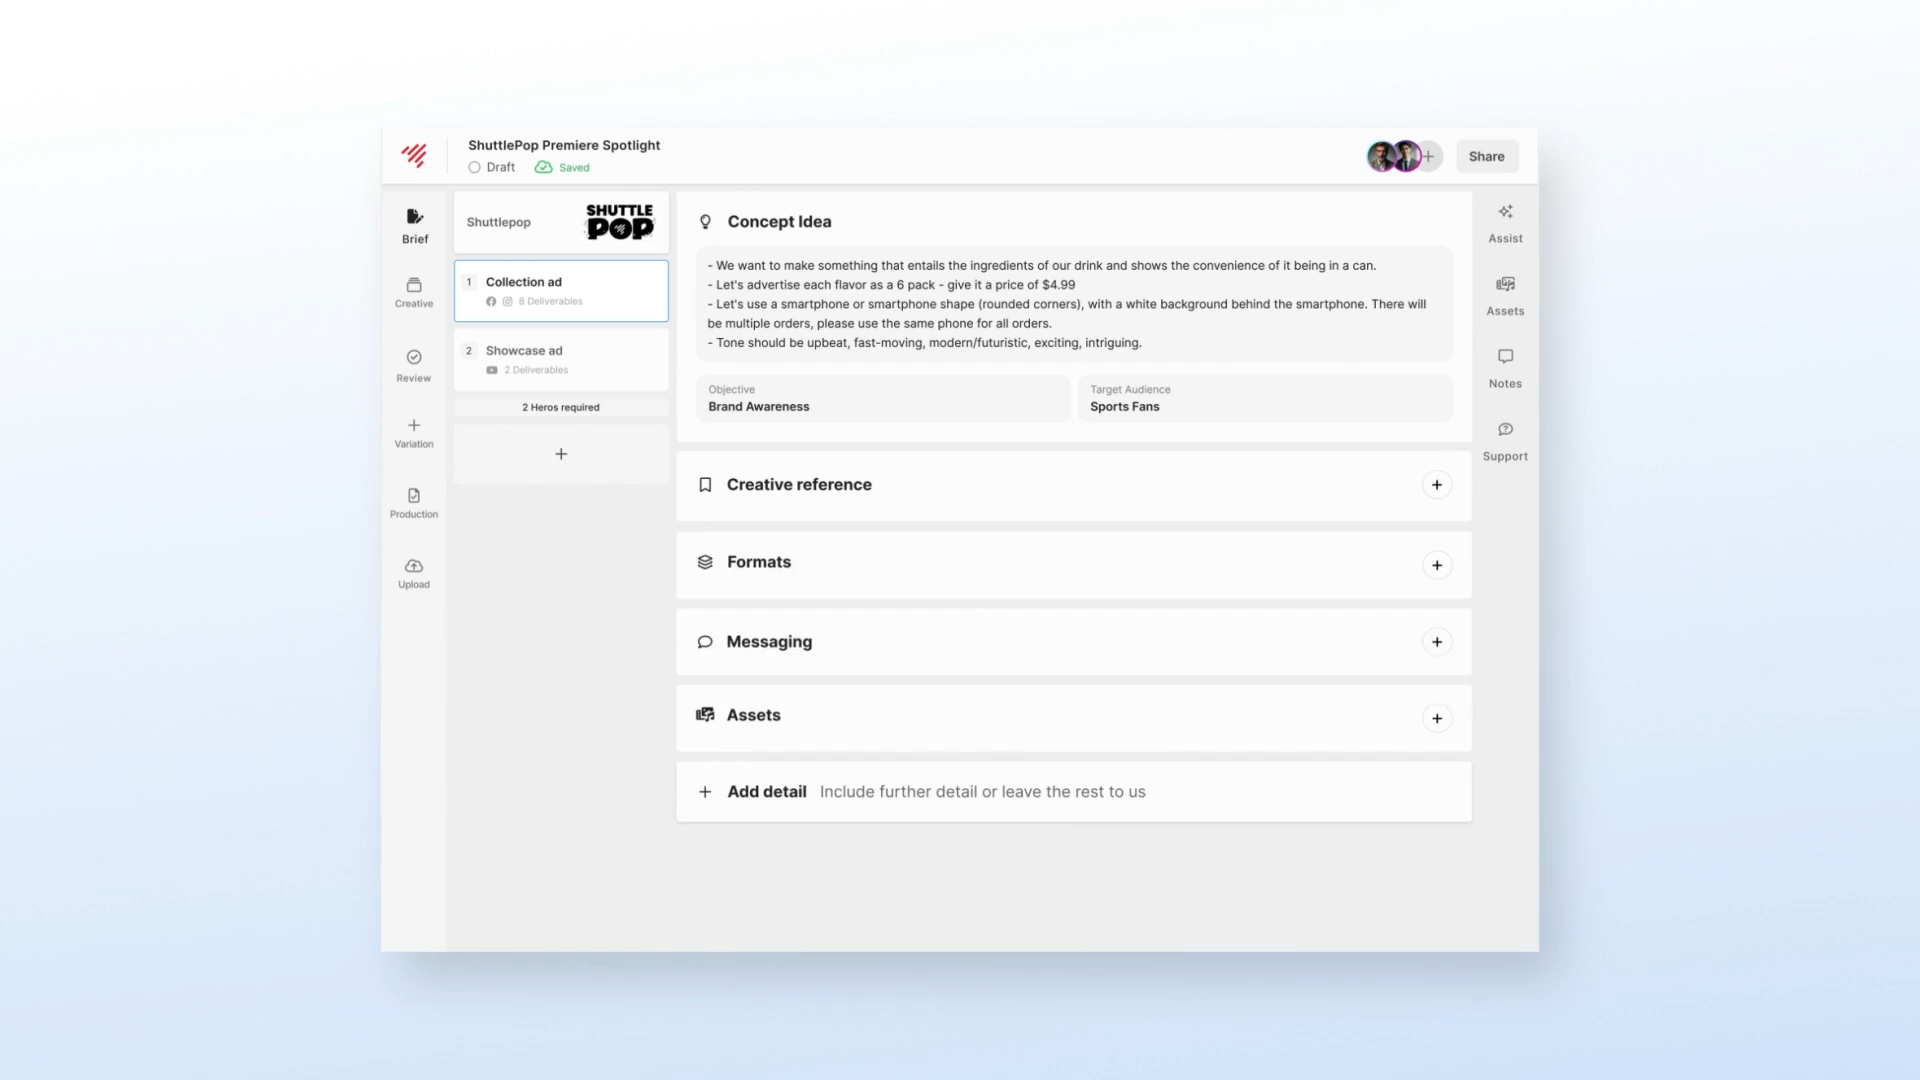 ShuttlePop Premiere Spotlight
Draft
Saved
Share
Brief
Creative
Review
Variation
Production
Upload
Shuttlepop
SHUTTLE
POP
1
Collection ad
8 Deliverables
2
Showcase ad
2 Deliverables
2 Heros required
Concept Idea
- We want to make something that entails the ingredients of our drink and shows the convenience of it being in a can.
- Let's advertise each flavor as a 6 pack - give it a price of $4.99
- Let's use a smartphone or smartphone shape (rounded corners), with a white background behind the smartphone. There will
be multiple orders, please use the same phone for all orders.
- Tone should be upbeat, fast-moving, modern/futuristic, exciting, intriguing.
Objective
Brand Awareness
Target Audience
Sports Fans
Creative reference
Formats
Messaging
Assets
Add detail Include further detail or leave the rest to us
Assist
Assets
Notes
Support